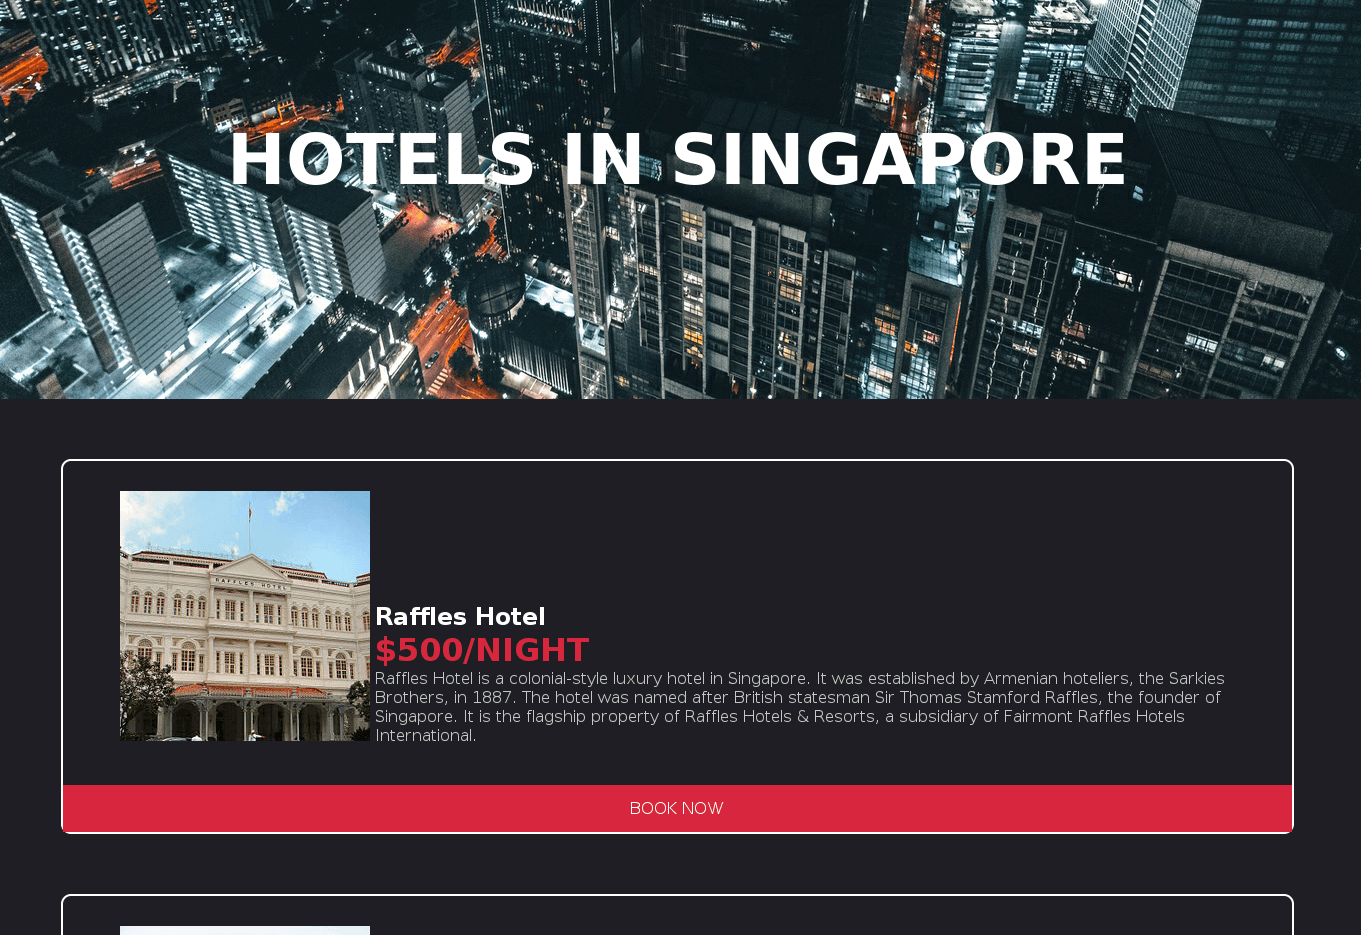 HOTELS IN SINGAPORE
RAFFLES HOTEL
Raffles Hotel
$500/NIGHT
Raffles Hotel is a colonial-style luxury hotel in Singapore. It was established by Armenian hoteliers, the Sarkies
Brothers, in 1887. The hotel was named after British statesman Sir Thomas Stamford Raffles, the founder of
Singapore. It is the flagship property of Raffles Hotels & Resorts, a subsidiary of Fairmont Raffles Hotels
International.
BOOK NOW